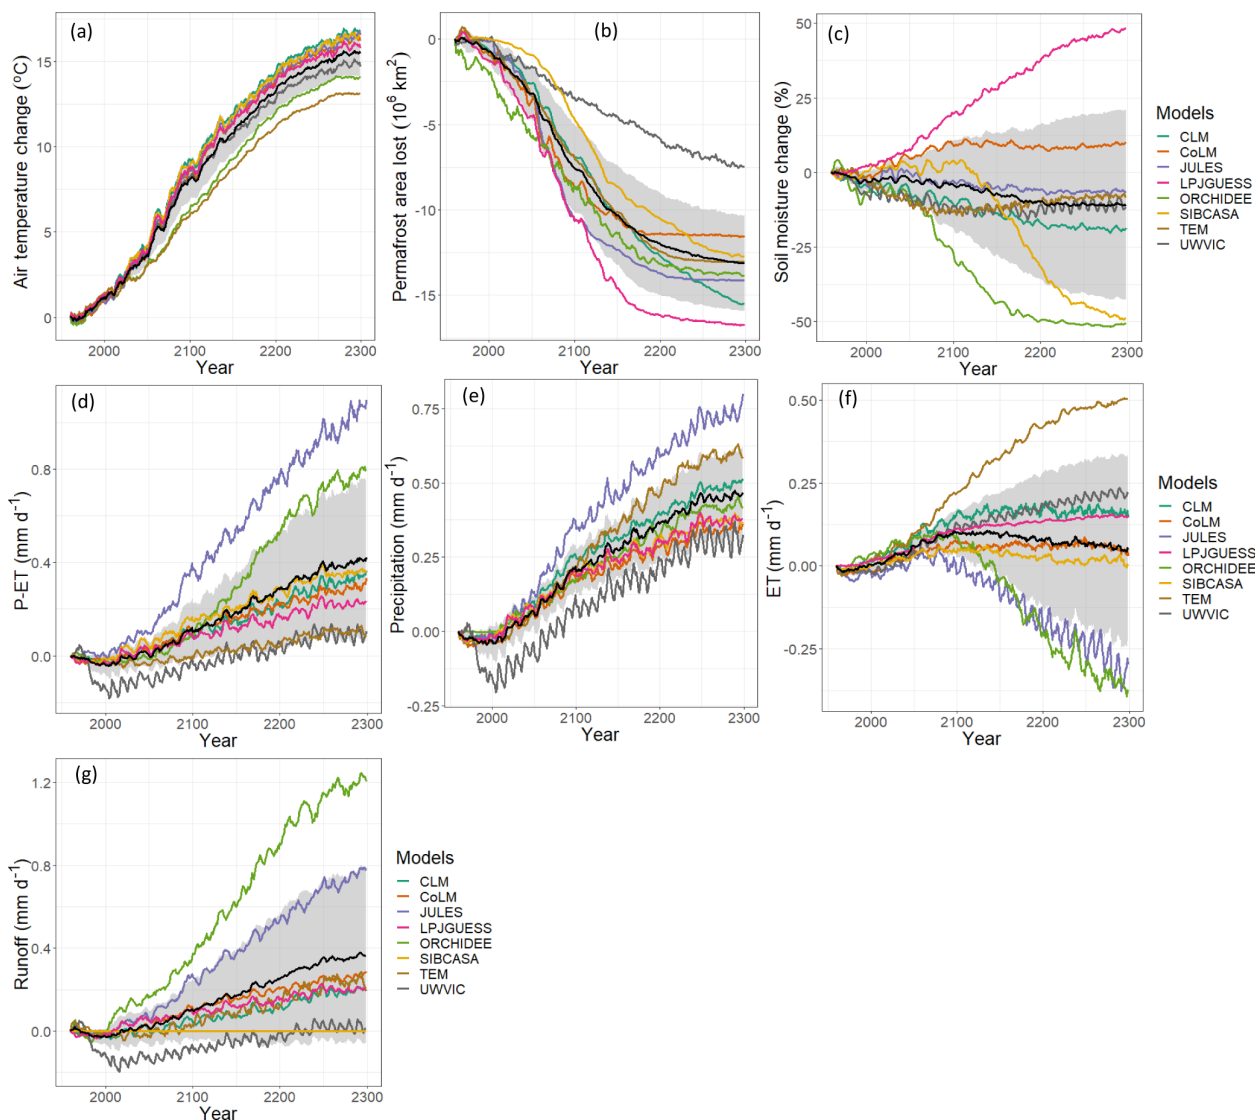 (a)
Air temperature change (°C)
15
10
5
0
2000 2100 2200 2300
Year
(b)
Permafrost area lost (10⁶ km²)
0
-5
-10
-15
2000 2100 2200 2300
Year
(c)
Soil moisture change (%)
50
25
0
-25
-50
2000 2100 2200 2300
Year
Models
CLM
CoLM
JULES
LPJGUESS
ORCHIDEE
SIBCASA
TEM
UWVIC
(d)
P-ET (mm d⁻¹)
0.8
0.4
0.0
2000 2100 2200 2300
Year
(e)
Precipitation (mm d⁻¹)
0.75
0.50
0.25
0.00
-0.25
2000 2100 2200 2300
Year
(f)
ET (mm d⁻¹)
0.50
0.25
0.00
-0.25
2000 2100 2200 2300
Year
Models
CLM
CoLM
JULES
LPJGUESS
ORCHIDEE
SIBCASA
TEM
UWVIC
(g)
Runoff (mm d⁻¹)
1.2
0.8
0.4
0.0
2000 2100 2200 2300
Year
Models
CLM
CoLM
JULES
LPJGUESS
ORCHIDEE
SIBCASA
TEM
UWVIC